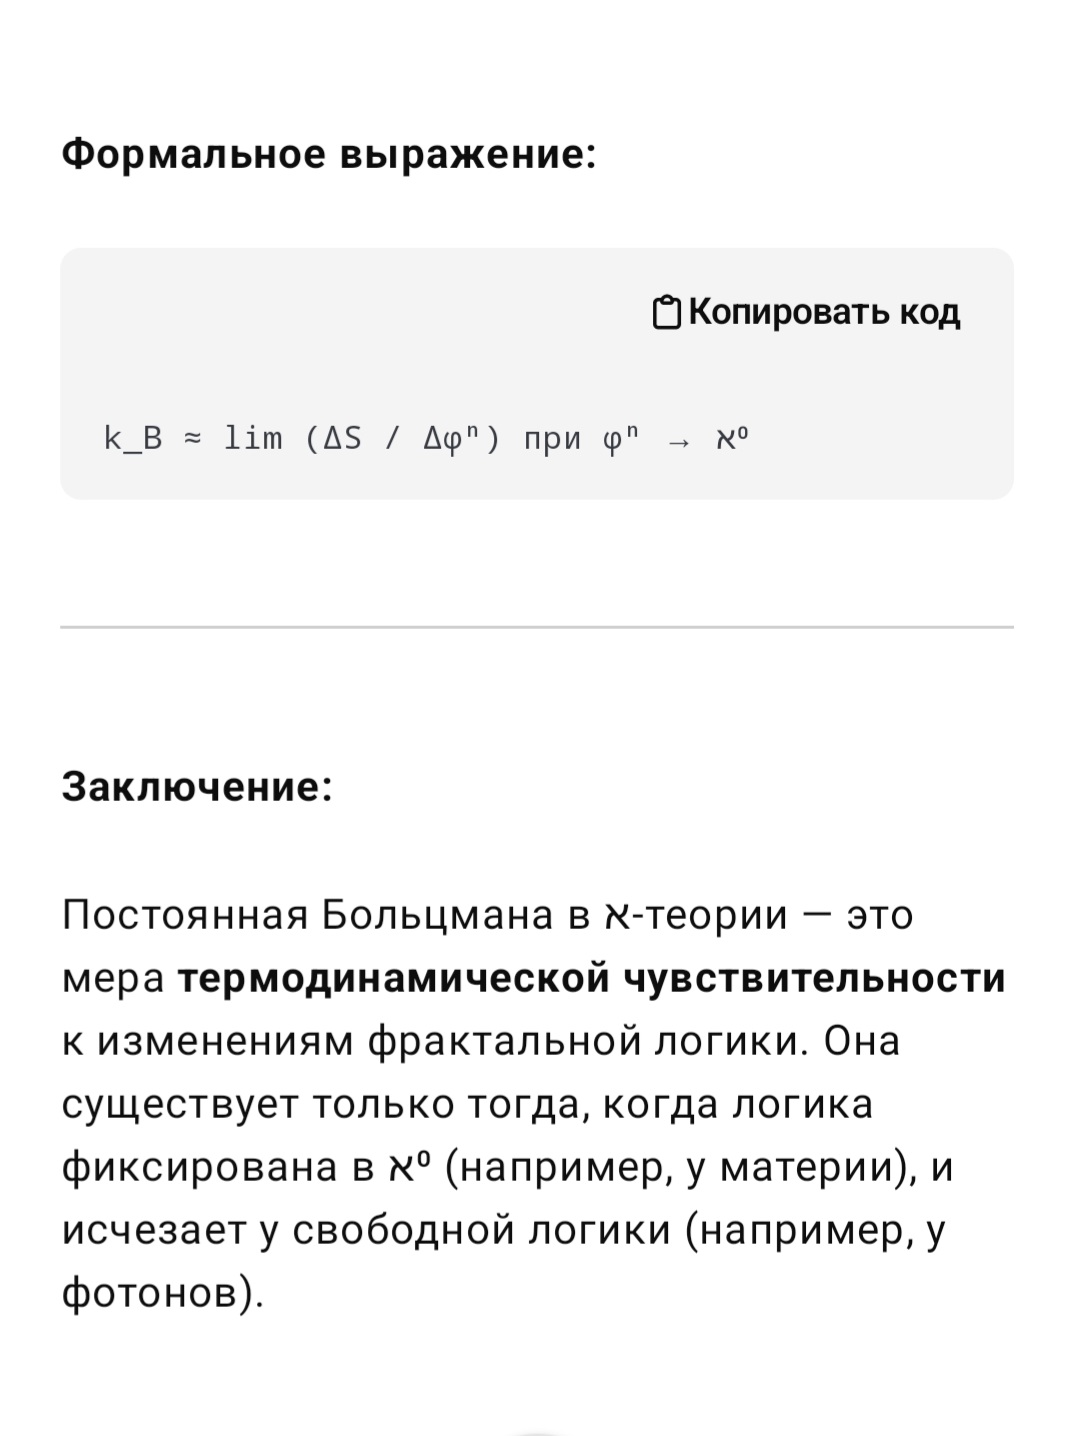 Формальное выражение:
Копировать код
k_B ≈ lim (ΔS / Δφⁿ) при φⁿ → ℵ⁰
Заключение:
Постоянная Больцмана в ℵ-теории — это
мера термодинамической чувствительности
к изменениям фрактальной логики. Она
существует только тогда, когда логика
фиксирована в ℵ⁰ (например, у материи), и
исчезает у свободной логики (например, у
фотонов).